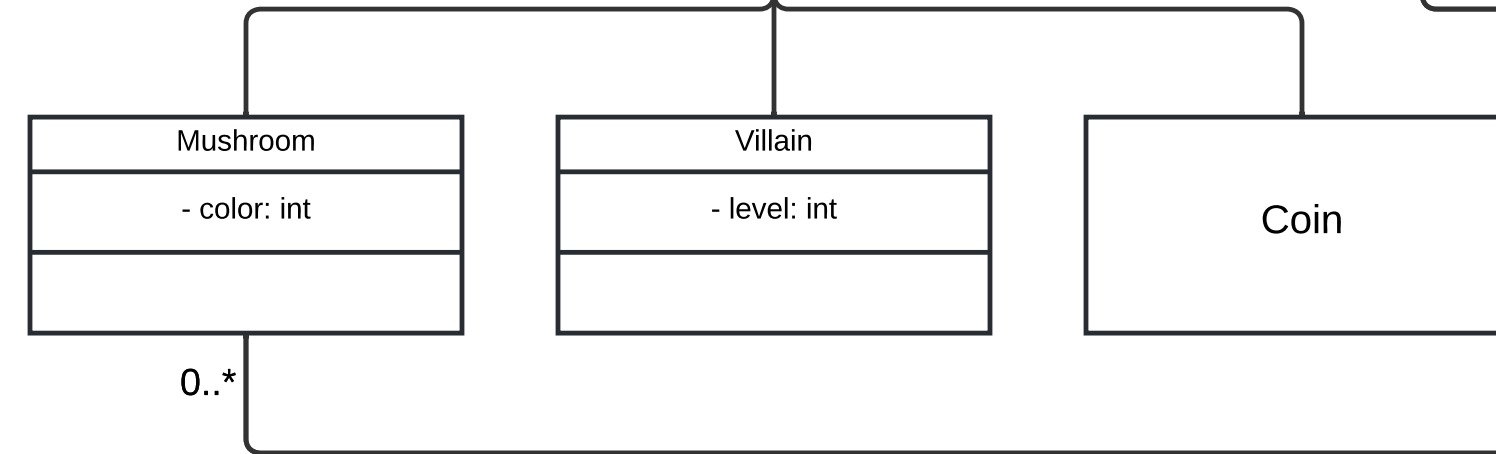 Mushroom
- color: int
Villain
- level: int
Coin
0..*